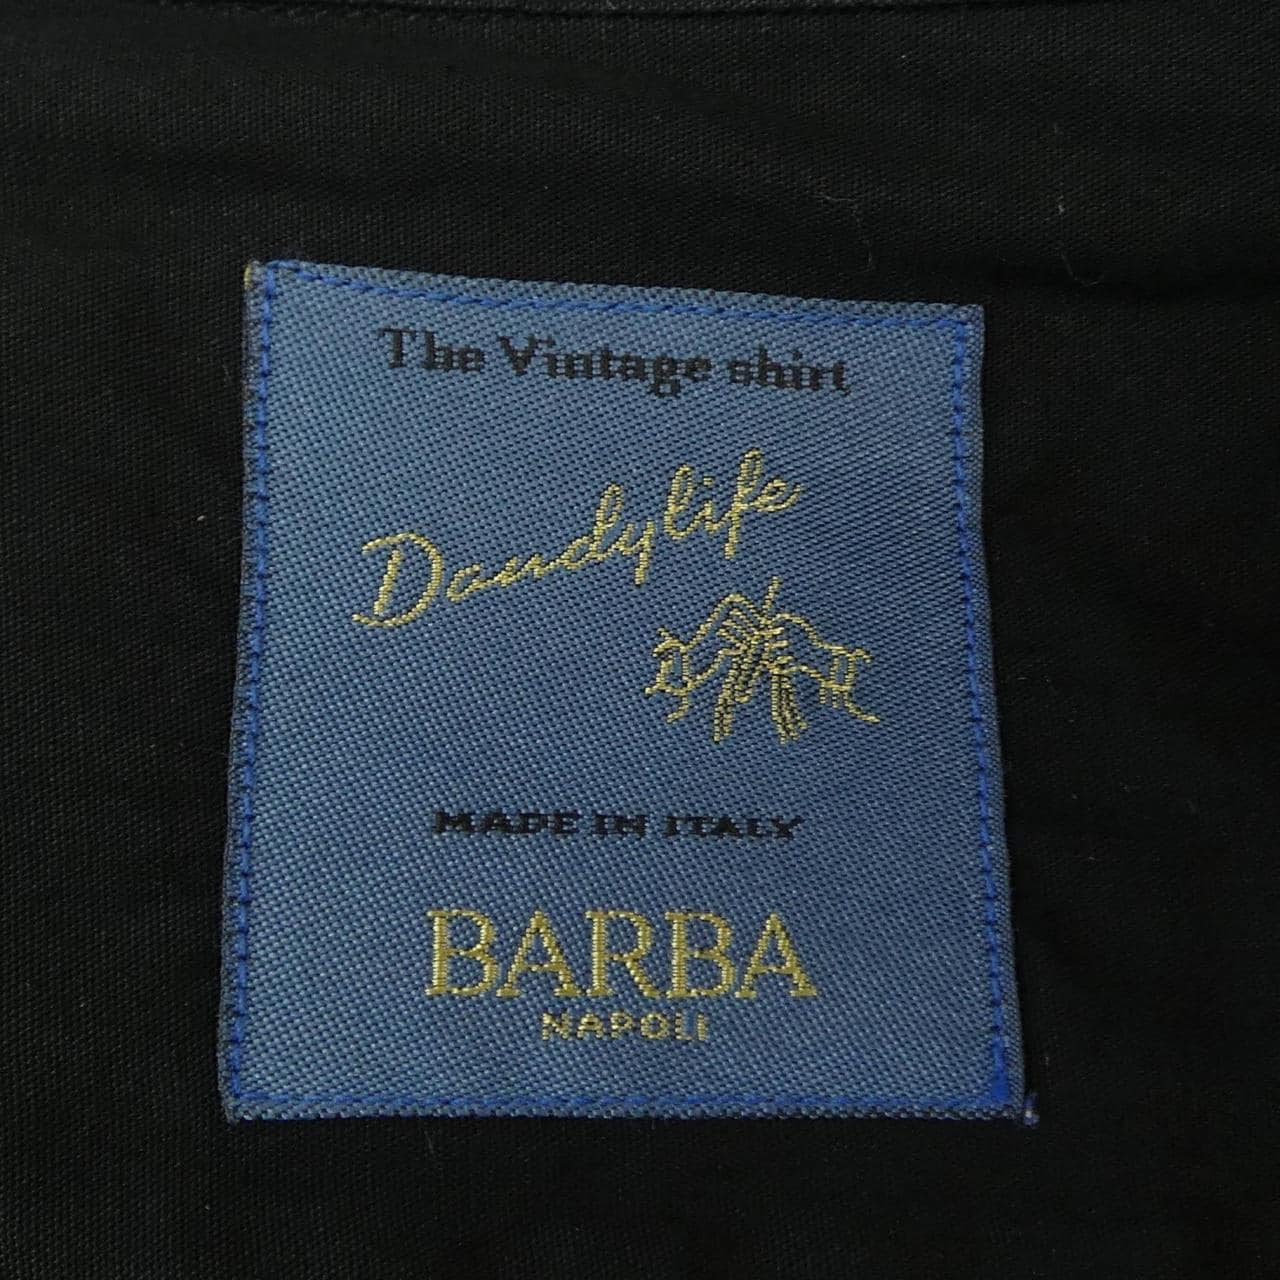 The Vintage shirt
Dandylife
MADE IN ITALY
BARBA
NAPOLI